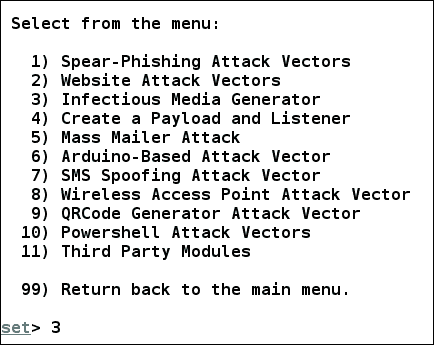 Select from the menu:
1) Spear-Phishing Attack Vectors
2) Website Attack Vectors
3) Infectious Media Generator
4) Create a Payload and Listener
5) Mass Mailer Attack
6) Arduino-Based Attack Vector
7) SMS Spoofing Attack Vector
8) Wireless Access Point Attack Vector
9) QRCode Generator Attack Vector
10) Powershell Attack Vectors
11) Third Party Modules
99) Return back to the main menu.
set> 3